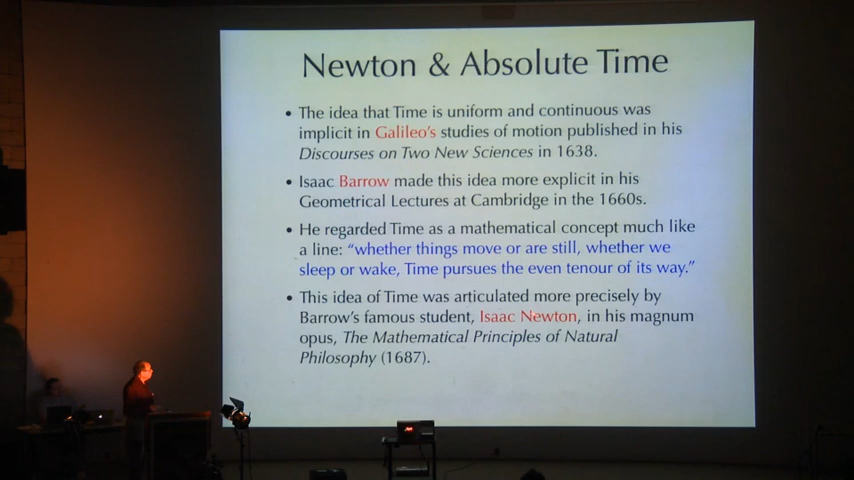 Newton & Absolute Time
• The idea that Time is uniform and continuous was
implicit in Galileo's studies of motion published in his
Discourses on Two New Sciences in 1638.
• Isaac Barrow made this idea more explicit in his
Geometrical Lectures at Cambridge in the 1660s.
• He regarded Time as a mathematical concept much like
a line: “whether things move or are still, whether we
sleep or wake, Time pursues the even tenour of its way.”
• This idea of Time was articulated more precisely by
Barrow's famous student, Isaac Newton, in his magnum
opus, The Mathematical Principles of Natural
Philosophy (1687).